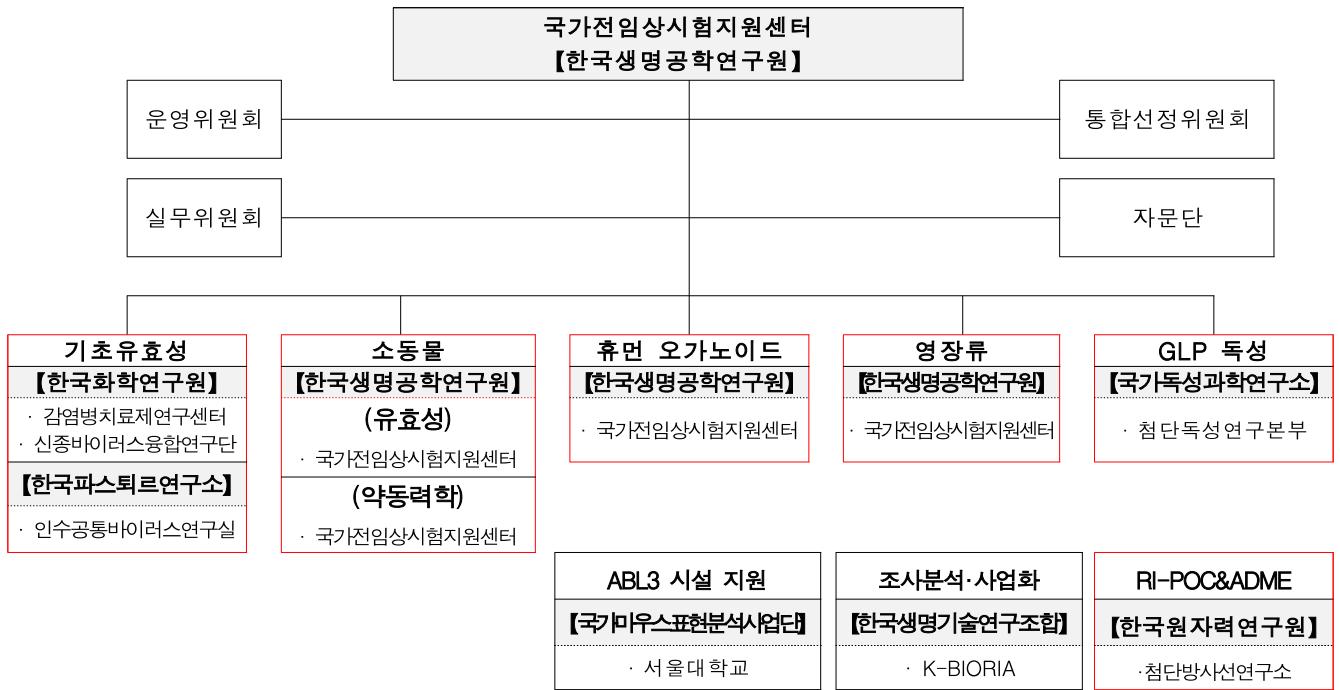 국가전임상시험지원센터
【한국생명공학연구원】
운영위원회
통합선정위원회
실무위원회
자문단
기초유효성
【한국화학연구원】
· 감염병치료제연구센터
· 신종바이러스융합연구단
【한국파스퇴르연구소】
· 인수공통바이러스연구실
소동물
【한국생명공학연구원】
(유효성)
· 국가전임상시험지원센터
(약동력학)
· 국가전임상시험지원센터
휴먼 오가노이드
【한국생명공학연구원】
· 국가전임상시험지원센터
영장류
【한국생명공학연구원】
· 국가전임상시험지원센터
GLP 독성
【국가독성과학연구소】
· 첨단독성연구본부
ABL3 시설 지원
【국가마우스표현분석사업단】
· 서울대학교
조사분석·사업화
【한국생명기술연구조합】
· K-BIORIA
RI-POC&ADME
【한국원자력연구원】
·첨단방사선연구소